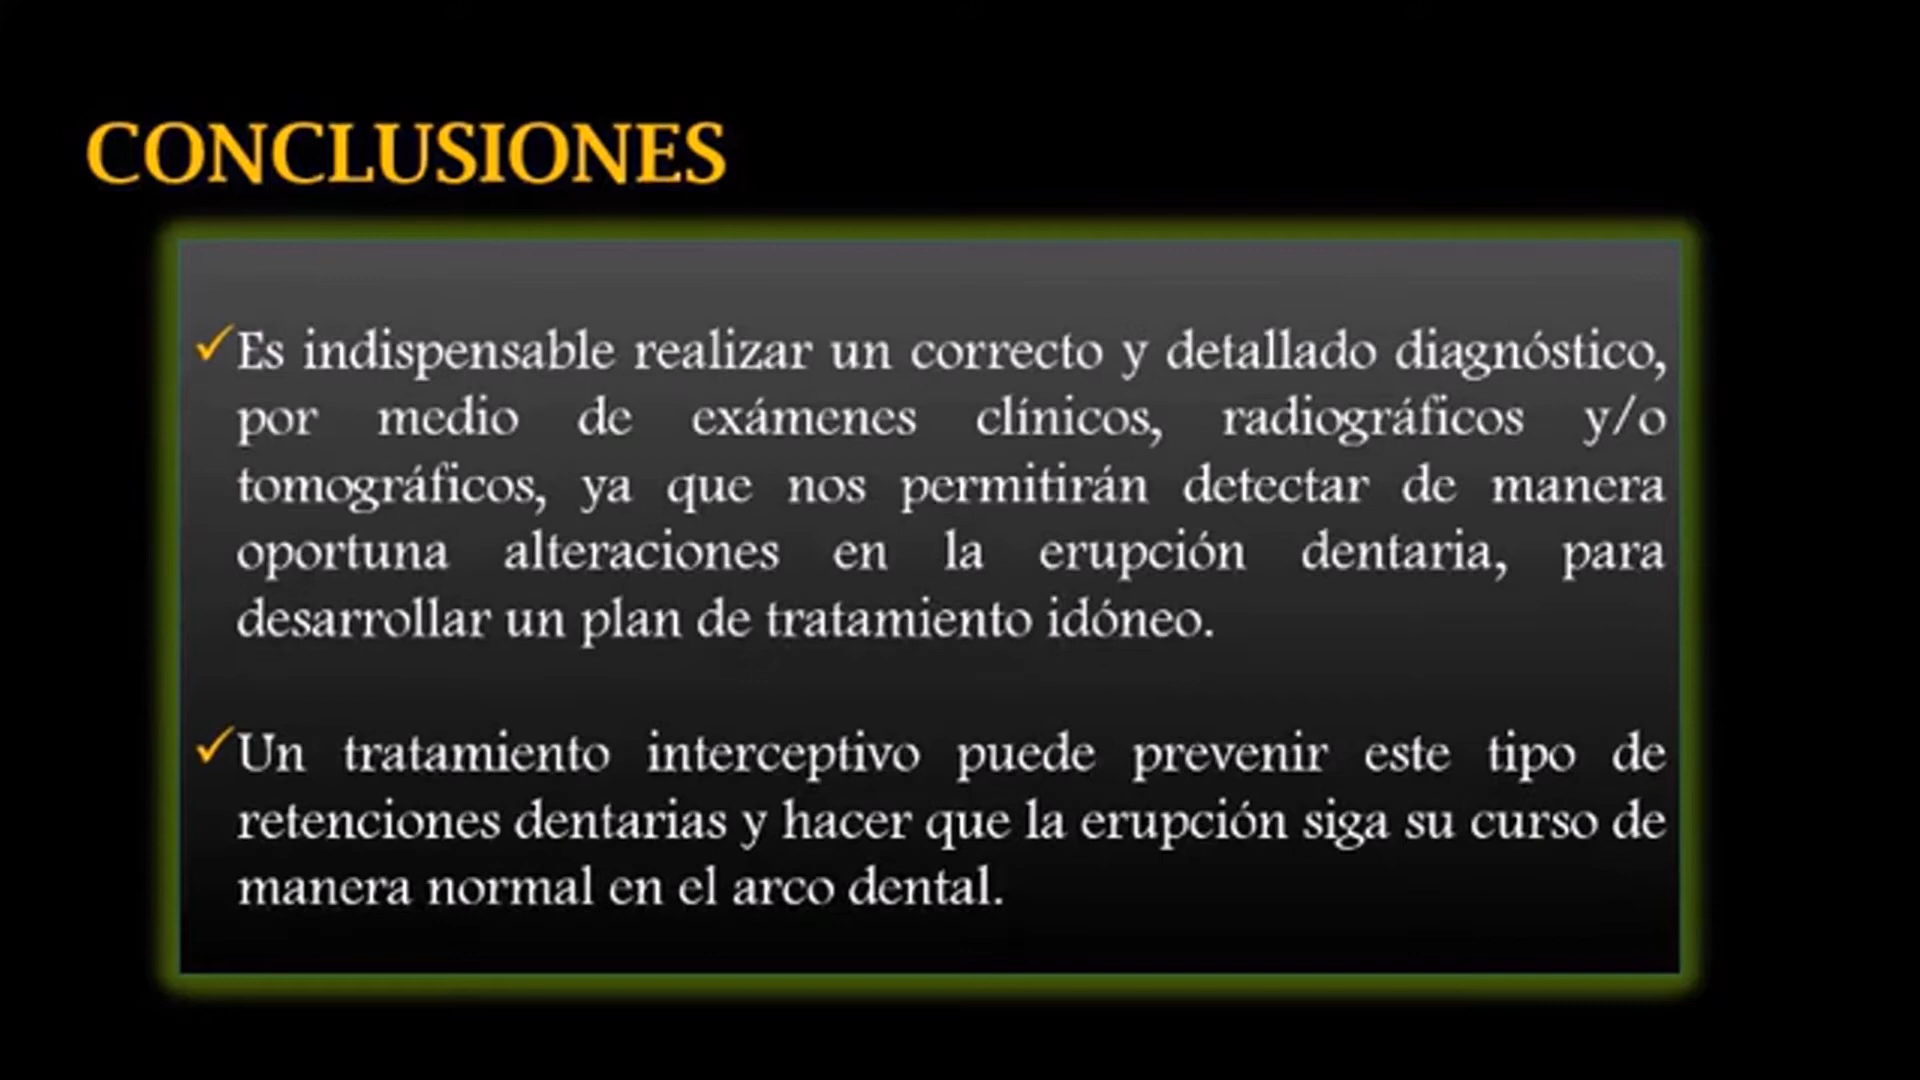 CONCLUSIONES
✓Es indispensable realizar un correcto y detallado diagnóstico,
por medio de exámenes clínicos, radiográficos y/o
tomográficos, ya que nos permitirán detectar de manera
oportuna alteraciones en la erupción dentaria, para
desarrollar un plan de tratamiento idóneo.
✓Un tratamiento interceptivo puede prevenir este tipo de
retenciones dentarias y hacer que la erupción siga su curso de
manera normal en el arco dental.